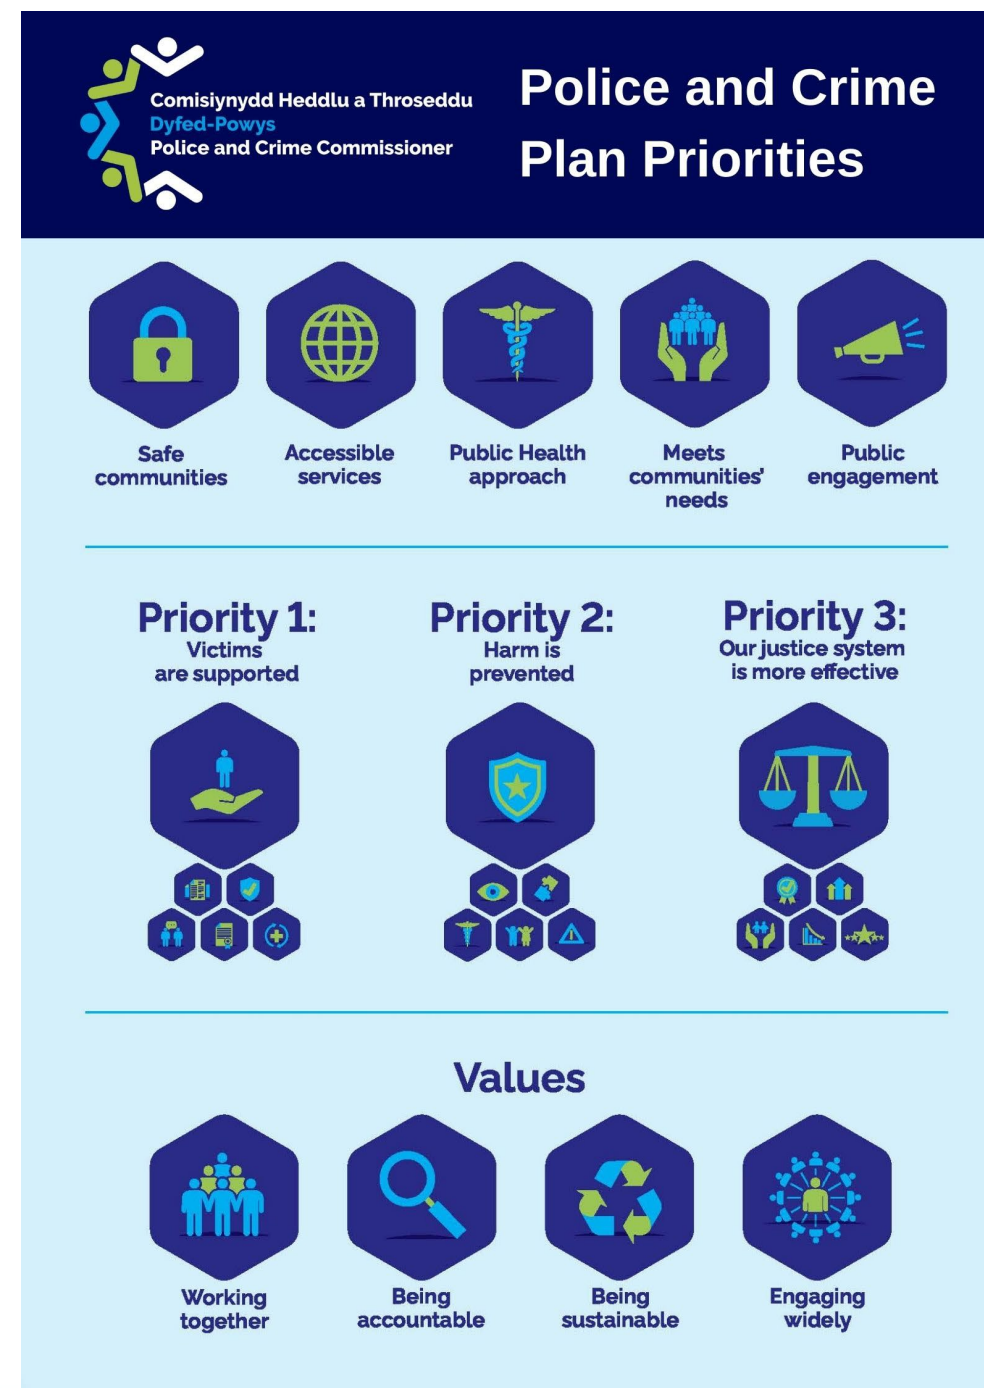 Comisiynydd Heddlu a Throseddu
Dyfed-Powys
Police and Crime Commissioner
Police and Crime
Plan Priorities
Safe
communities
Accessible
services
Public Health
approach
Meets
communities'
needs
Public
engagement
Priority 1:
Victims
are supported
Priority 2:
Harm is
prevented
Priority 3:
Our justice system
is more effective
Values
Working
together
Being
accountable
Being
sustainable
Engaging
widely